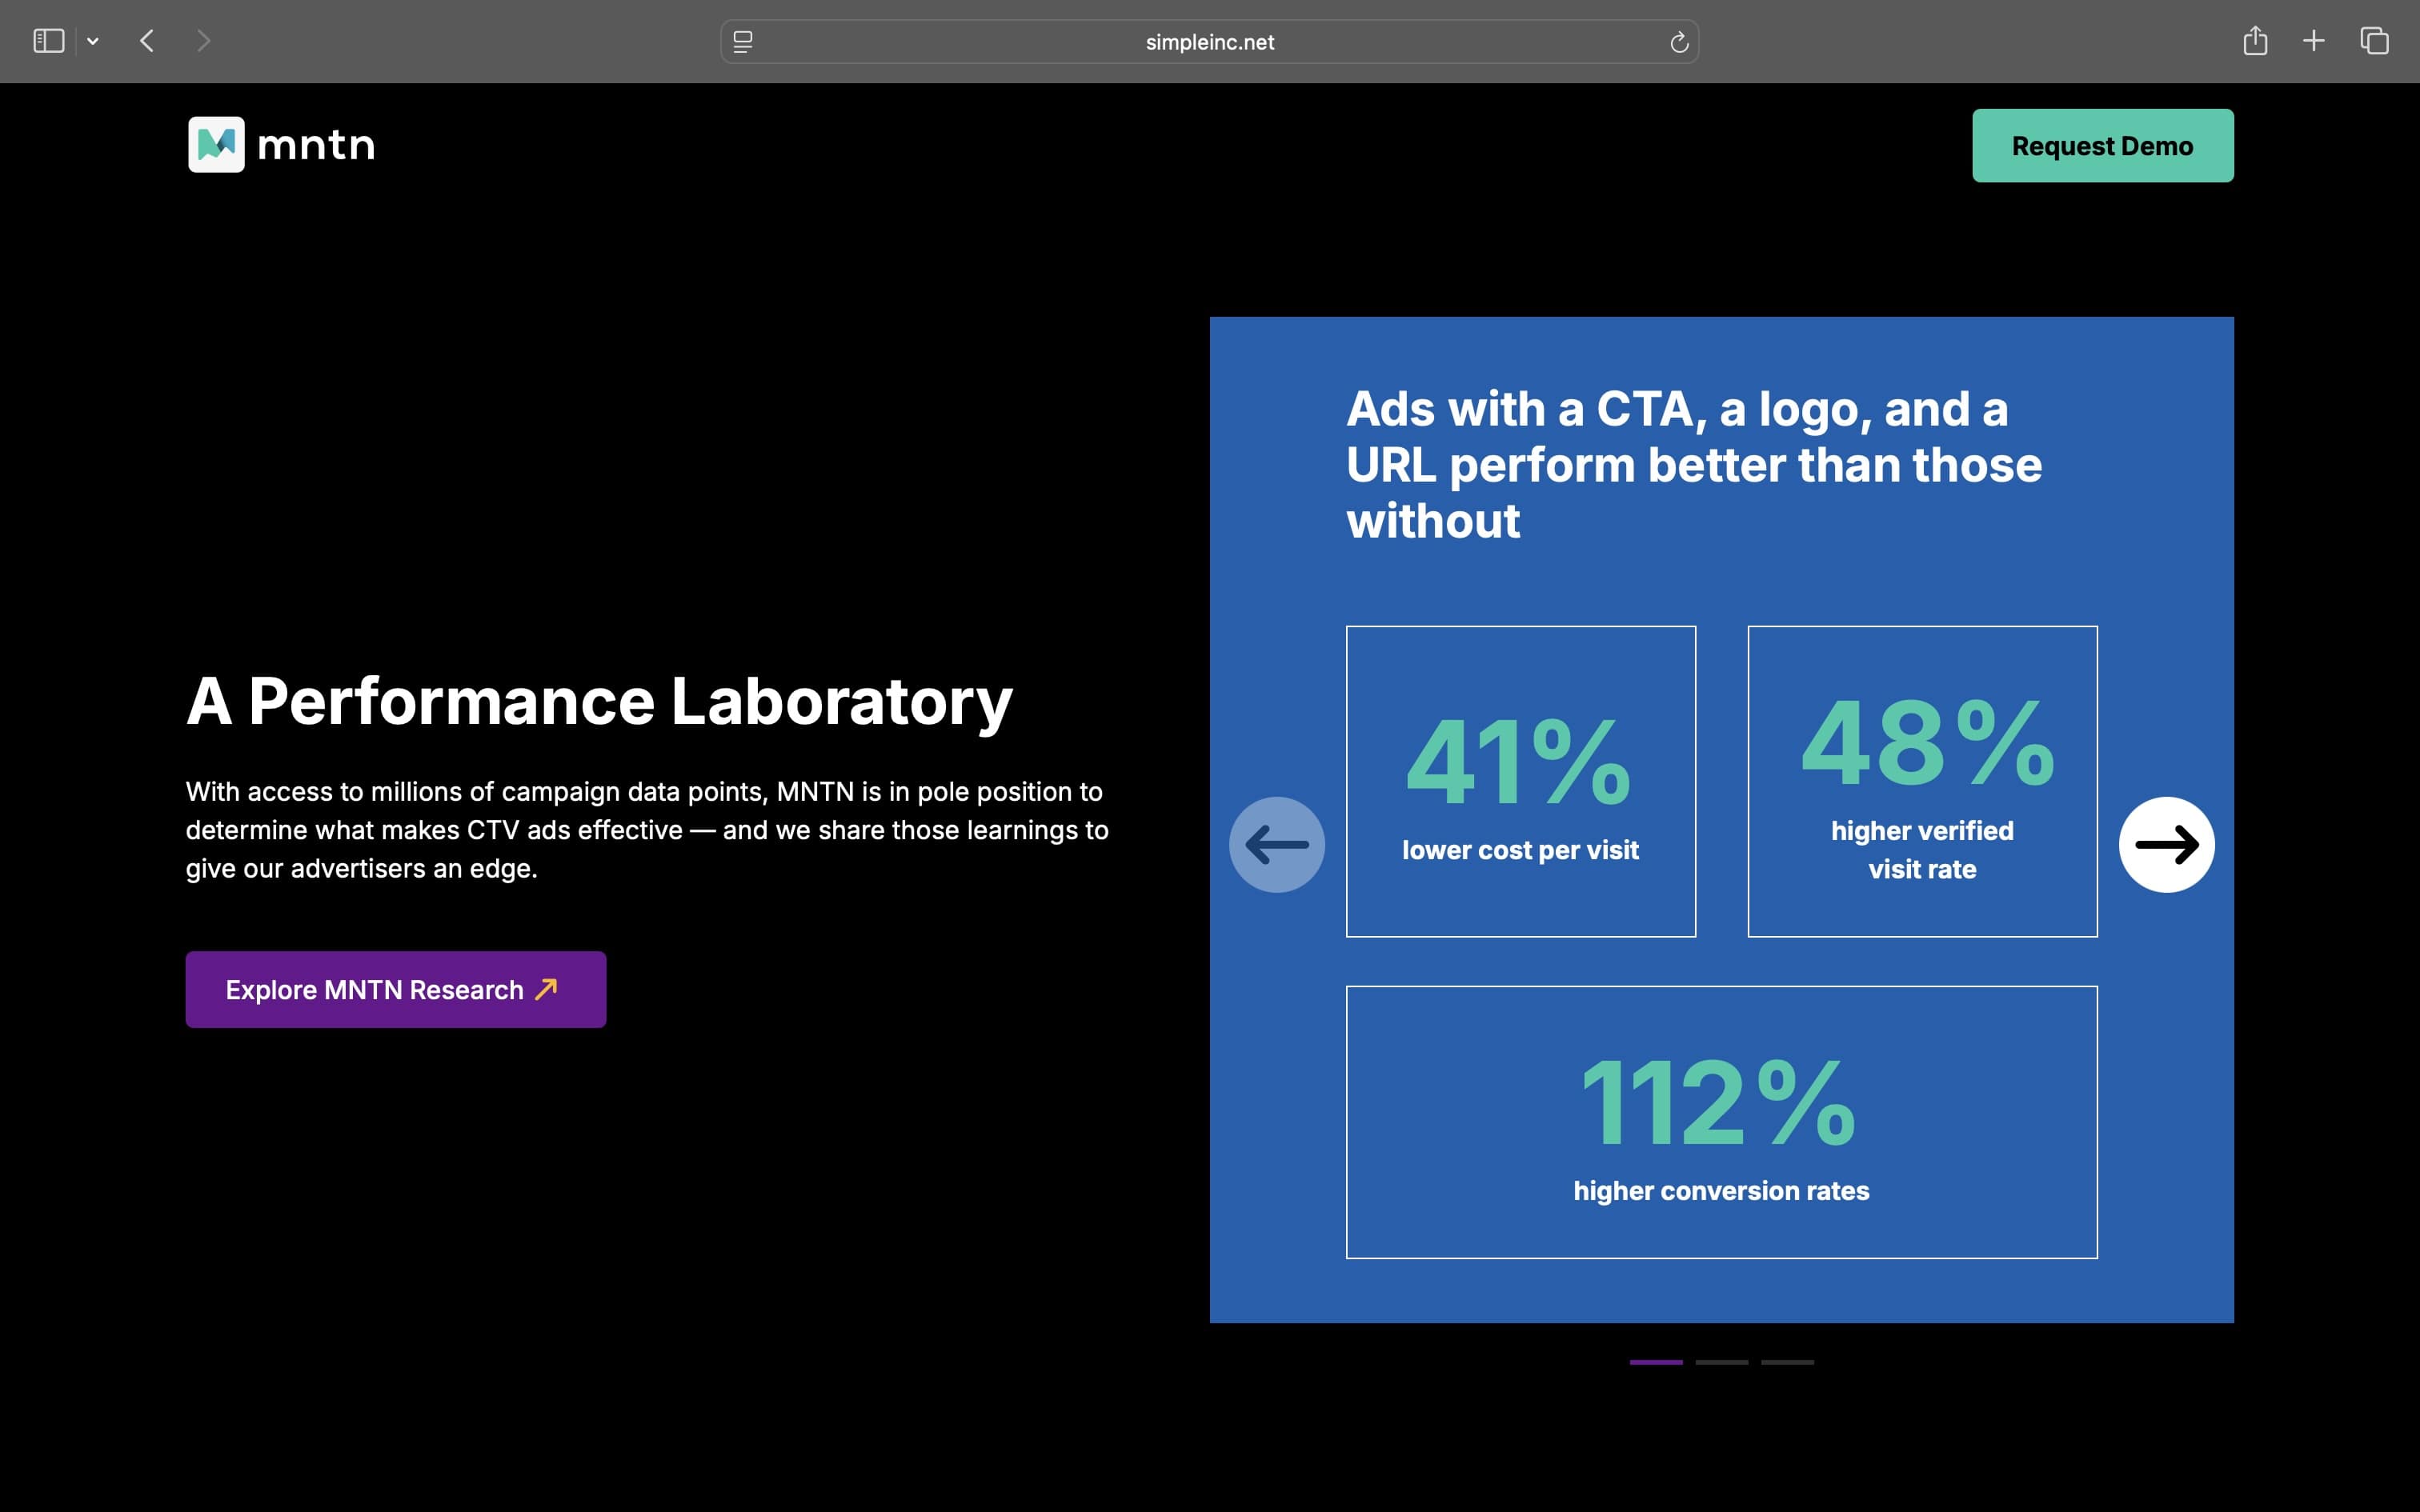 simpleinc.net
mntn
Request Demo
A Performance Laboratory
With access to millions of campaign data points, MNTN is in pole position to
determine what makes CTV ads effective — and we share those learnings to
give our advertisers an edge.
Explore MNTN Research
Ads with a CTA, a logo, and a
URL perform better than those
without
41%
lower cost per visit
48%
higher verified
visit rate
112%
higher conversion rates